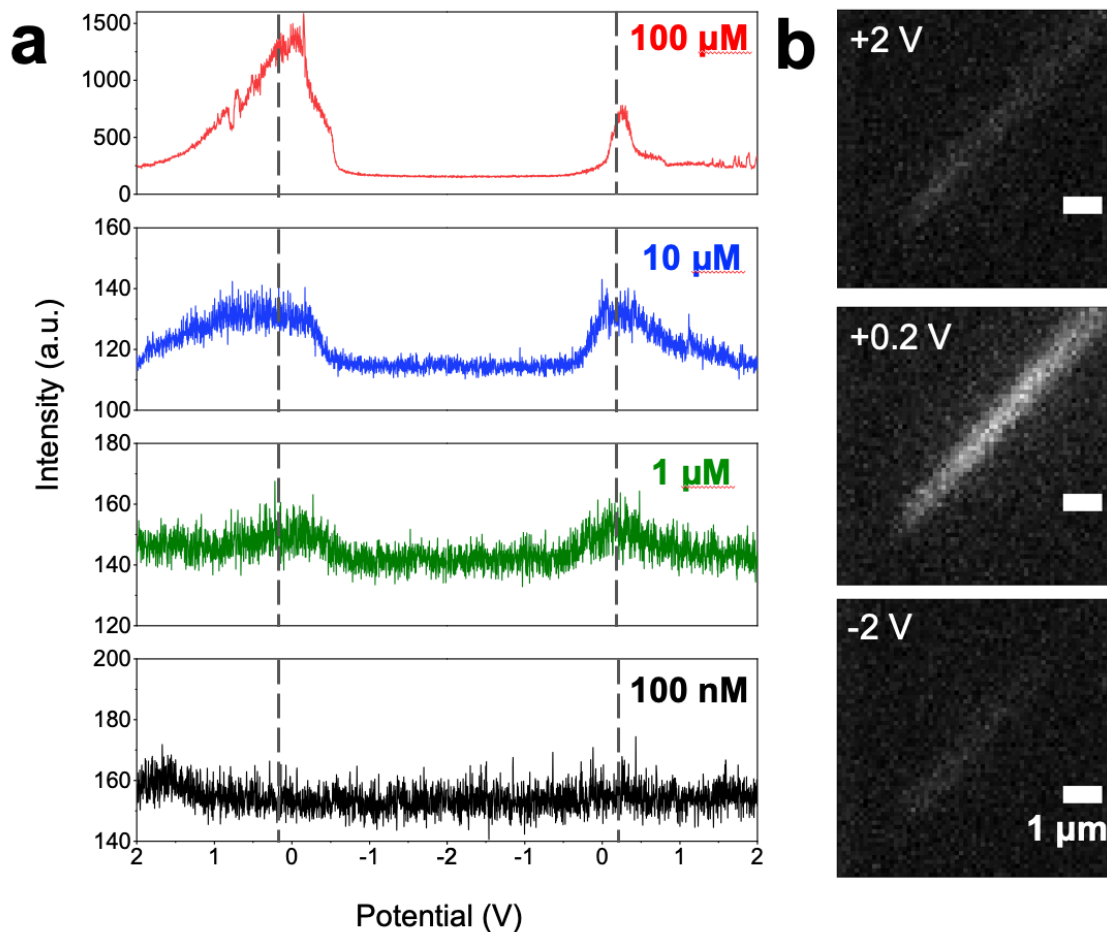 a
b
Intensity (a.u.)
1500
1000
500
0
100 µM
160
140
120
100
10 µM
180
160
140
120
1 µM
200
180
160
140
100 nM
2 1 0 -1 -2 -1 0 1 2
Potential (V)
+2 V
+0.2 V
-2 V
1 µm